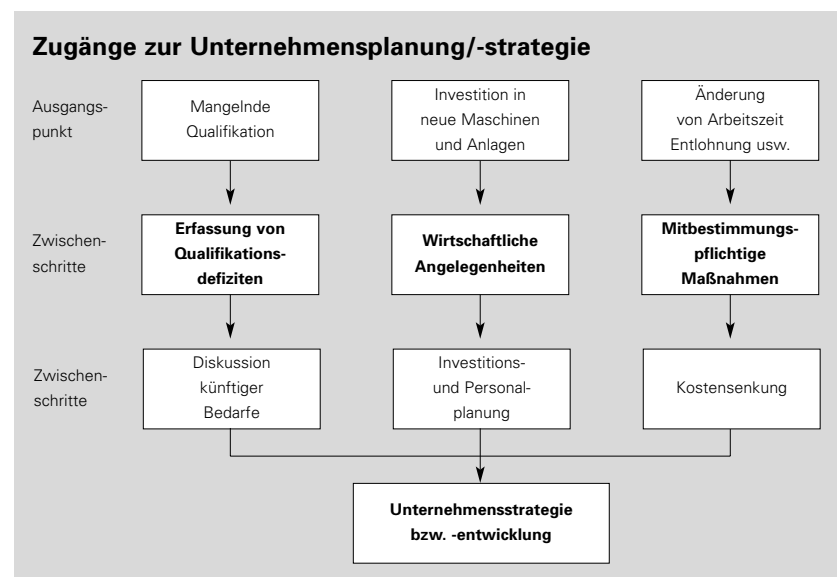 Zugänge zur Unternehmensplanung/-strategie
Ausgangs-
punkt
Mangelnde
Qualifikation
Investition in
neue Maschinen
und Anlagen
Änderung
von Arbeitszeit
Entlohnung usw.
Zwischen-
schritte
Erfassung von
Qualifikations-
defiziten
Wirtschaftliche
Angelegenheiten
Mitbestimmungs-
pflichtige
Maßnahmen
Zwischen-
schritte
Diskussion
künftiger
Bedarfe
Investitions-
und Personal-
planung
Kostensenkung
Unternehmensstrategie
bzw. -entwicklung